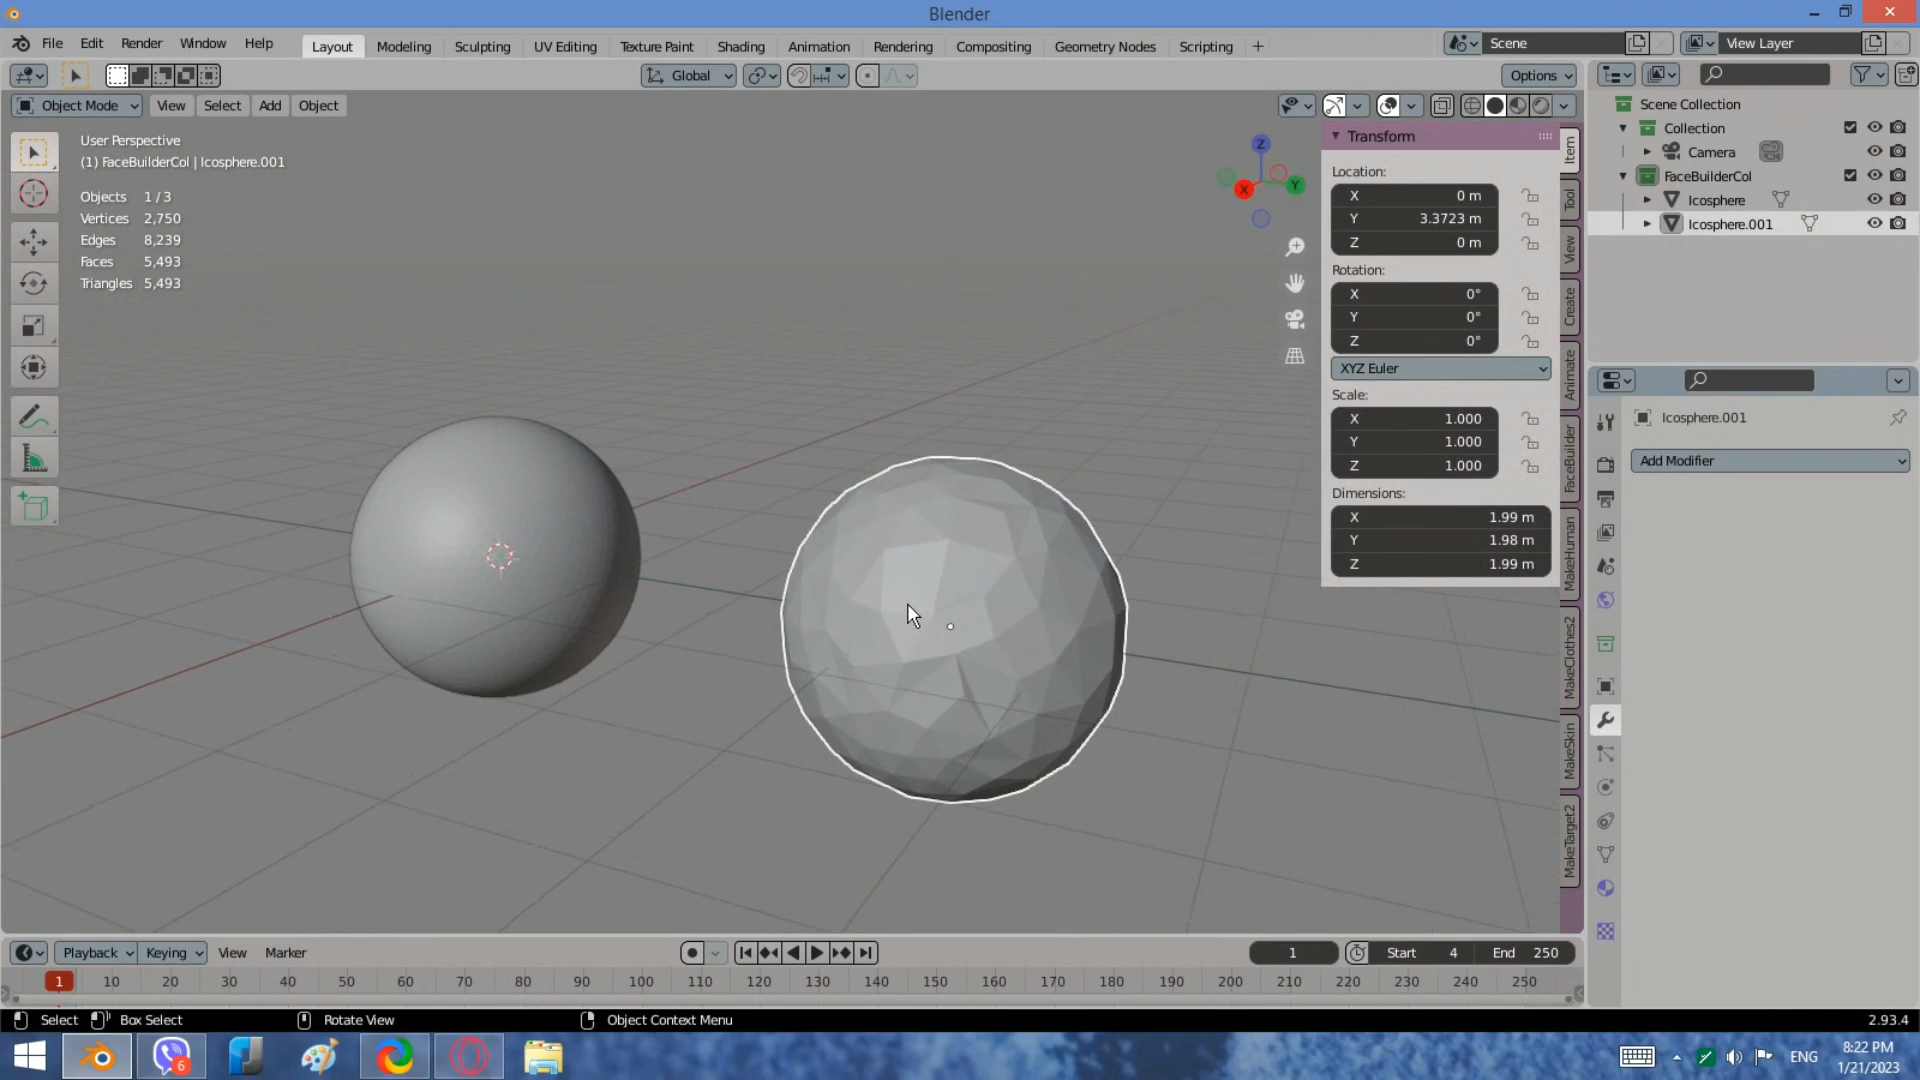 Blender
File Edit Render Window Help Layout Modeling Sculpting UV Editing Texture Paint Shading Animation Rendering Compositing Geometry Nodes Scripting + Scene View Layer
Global Options
Object Mode View Select Add Object
User Perspective
(1) FaceBuilderCol | Icosphere.001
Objects 1 / 3
Vertices 2,750
Edges 8,239
Faces 5,493
Triangles 5,493
Z
X
Y
Transform
Location:
X 0 m
Y 3.3723 m
Z 0 m
Rotation:
X 0°
Y 0°
Z 0°
XYZ Euler
Scale:
X 1.000
Y 1.000
Z 1.000
Dimensions:
X 1.99 m
Y 1.98 m
Z 1.99 m
Item
Tool
View
Create
Animate
FaceBuilder
MakeHuman
MakeClothes2
MakeSkin
MakeTarget2
Scene Collection
Collection
Camera
FaceBuilderCol
Icosphere
Icosphere.001
Icosphere.001
Add Modifier
Playback Keying View Marker 1 Start 4 End 250
1 10 20 30 40 50 60 70 80 90 100 110 120 130 140 150 160 170 180 190 200 210 220 230 240 250
Select Box Select Rotate View Object Context Menu 2.93.4
6
ENG
8:22 PM
1/21/2023